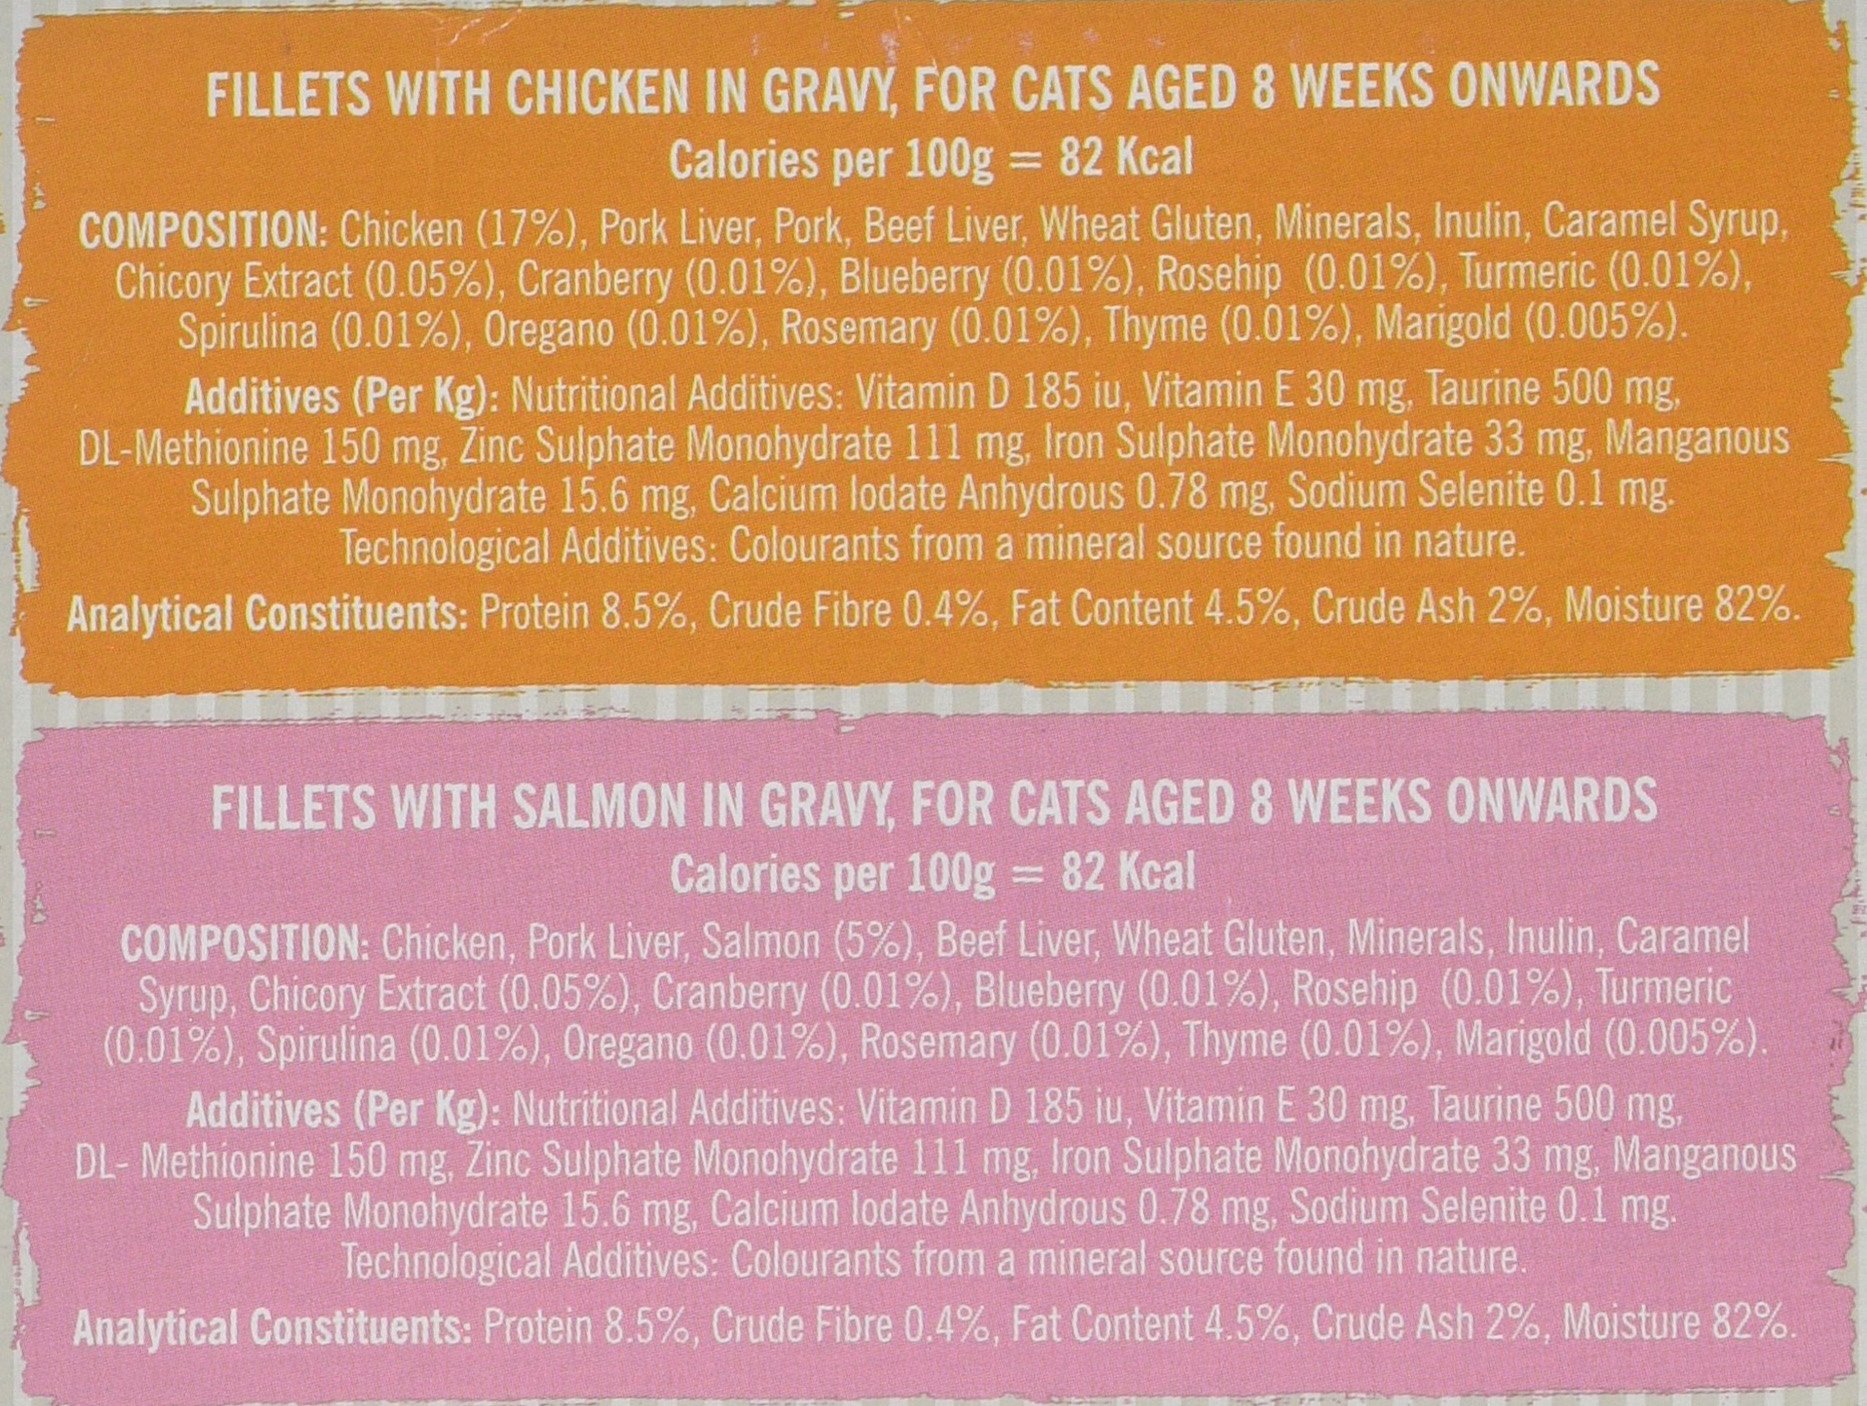 FILLETS WITH CHICKEN IN GRAVY, FOR CATS AGED 8 WEEKS ONWARDS
Calories per 100g = 82 Kcal
COMPOSITION: Chicken (17%), Pork Liver, Pork, Beef Liver, Wheat Gluten, Minerals, Inulin, Caramel Syrup,
Chicory Extract (0.05%), Cranberry (0.01%), Blueberry (0.01%), Rosehip (0.01%), Turmeric (0.01%),
Spirulina (0.01%), Oregano (0.01%), Rosemary (0.01%), Thyme (0.01%), Marigold (0.005%).
Additives (Per Kg): Nutritional Additives: Vitamin D 185 iu, Vitamin E 30 mg, Taurine 500 mg,
DL-Methionine 150 mg, Zinc Sulphate Monohydrate 111 mg, Iron Sulphate Monohydrate 33 mg, Manganous
Sulphate Monohydrate 15.6 mg, Calcium Iodate Anhydrous 0.78 mg, Sodium Selenite 0.1 mg.
Technological Additives: Colourants from a mineral source found in nature.
Analytical Constituents: Protein 8.5%, Crude Fibre 0.4%, Fat Content 4.5%, Crude Ash 2%, Moisture 82%.
FILLETS WITH SALMON IN GRAVY, FOR CATS AGED 8 WEEKS ONWARDS
Calories per 100g = 82 Kcal
COMPOSITION: Chicken, Pork Liver, Salmon (5%), Beef Liver, Wheat Gluten, Minerals, Inulin, Caramel
Syrup, Chicory Extract (0.05%), Cranberry (0.01%), Blueberry (0.01%), Rosehip (0.01%), Turmeric
(0.01%), Spirulina (0.01%), Oregano (0.01%), Rosemary (0.01%), Thyme (0.01%), Marigold (0.005%).
Additives (Per Kg): Nutritional Additives: Vitamin D 185 iu, Vitamin E 30 mg, Taurine 500 mg,
DL- Methionine 150 mg, Zinc Sulphate Monohydrate 111 mg, Iron Sulphate Monohydrate 33 mg, Manganous
Sulphate Monohydrate 15.6 mg, Calcium Iodate Anhydrous 0.78 mg, Sodium Selenite 0.1 mg.
Technological Additives: Colourants from a mineral source found in nature.
Analytical Constituents: Protein 8.5%, Crude Fibre 0.4%, Fat Content 4.5%, Crude Ash 2%, Moisture 82%.